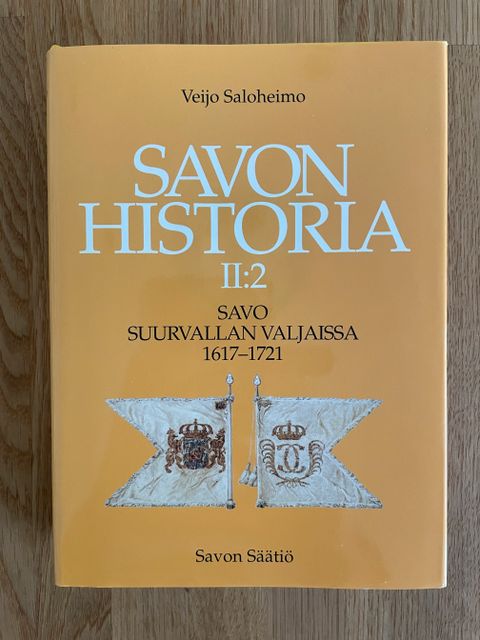 Veijo Saloheimo
SAVON
HISTORIA
II:2
SAVO
SUURVALLAN VALJAISSA
1617–1721
Savon Säätiö